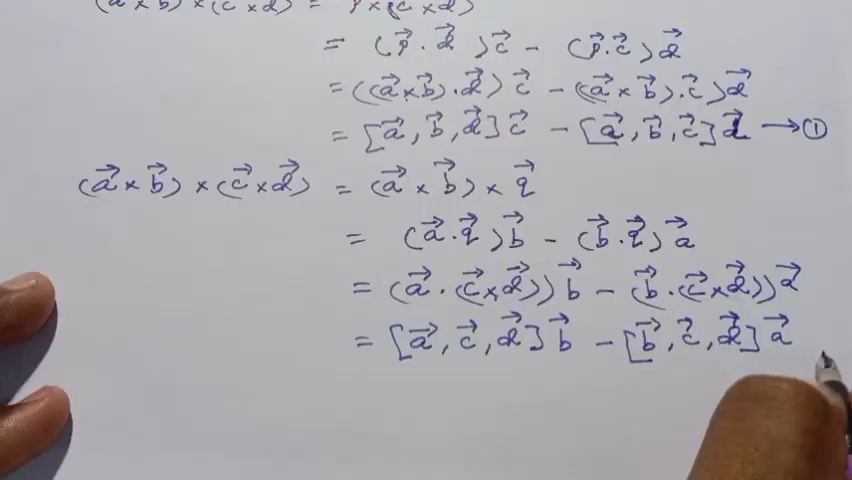 (a⃗ × b⃗) × (c⃗ × d⃗) = p⃗ × (c⃗ × d⃗)
= (p⃗ . d⃗) c⃗ - (p⃗ . c⃗) d⃗
= ((a⃗ × b⃗) . d⃗) c⃗ - ((a⃗ × b⃗) . c⃗) d⃗
= [a⃗, b⃗, d⃗] c⃗ - [a⃗, b⃗, c⃗] d⃗ → ①
(a⃗ × b⃗) × (c⃗ × d⃗) = (a⃗ × b⃗) × q⃗
= (a⃗ . q⃗) b⃗ - (b⃗ . q⃗) a⃗
= (a⃗ . (c⃗ × d⃗)) b⃗ - (b⃗ . (c⃗ × d⃗)) a⃗
= [a⃗, c⃗, d⃗] b⃗ - [b⃗, c⃗, d⃗] a⃗